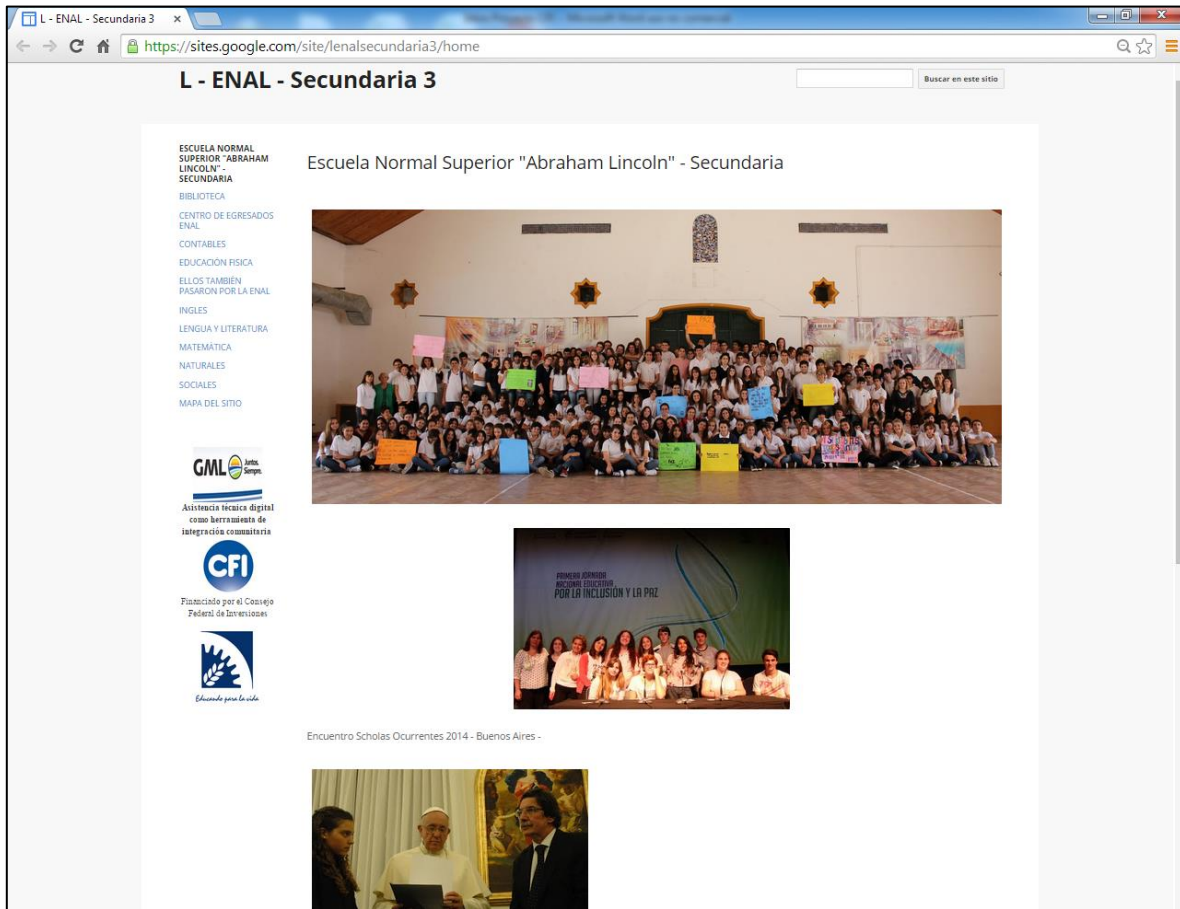 L - ENAL - Secundaria 3
https://sites.google.com/site/lenalsecundaria3/home
L - ENAL - Secundaria 3
Buscar en este sitio
ESCUELA NORMAL
SUPERIOR "ABRAHAM
LINCOLN" -
SECUNDARIA
BIBLIOTECA
CENTRO DE EGRESADOS
ENAL
CONTABLES
EDUCACIÓN FISICA
ELLOS TAMBIÉN
PASARON POR LA ENAL
INGLES
LENGUA Y LITERATURA
MATEMÁTICA
NATURALES
SOCIALES
MAPA DEL SITIO
GML Juntos.
Siempre.
Asistencia técnica digital
como herramienta de
integración comunitaria
CFI
Financiado por el Consejo
Federal de Inversiones
Educando para la vida
Escuela Normal Superior "Abraham Lincoln" - Secundaria
PRIMERA JORNADA
NACIONAL EDUCATIVA
POR LA INCLUSIÓN Y LA PAZ
Encuentro Scholas Ocurrentes 2014 - Buenos Aires -